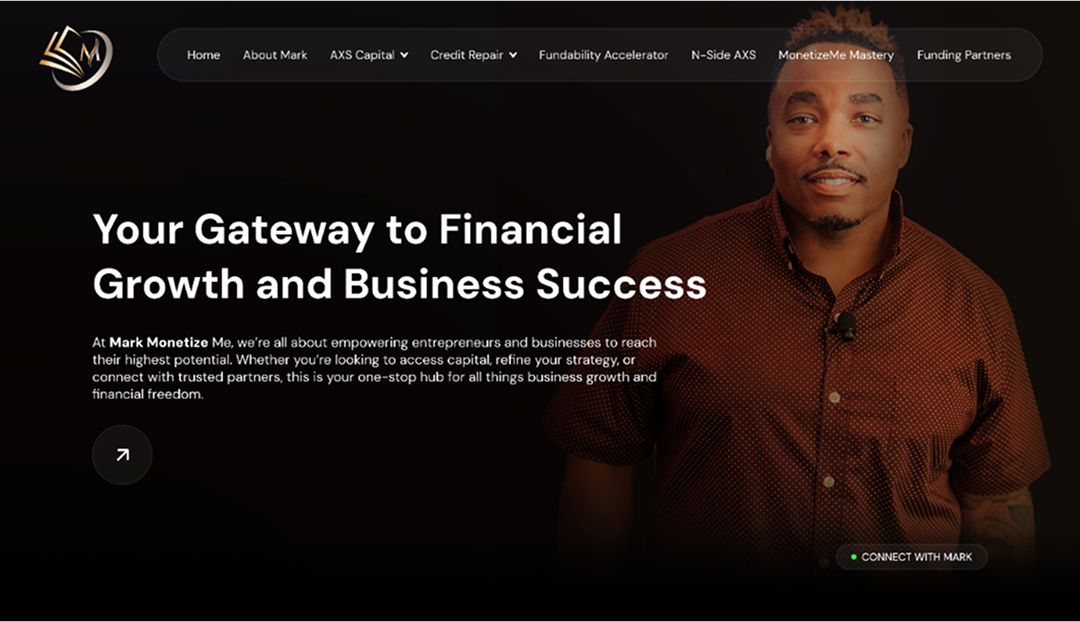 M
Home About Mark AXS Capital Credit Repair Fundability Accelerator N-Side AXS MonetizeMe Mastery Funding Partners
Your Gateway to Financial
Growth and Business Success
At Mark Monetize Me, we’re all about empowering entrepreneurs and businesses to reach
their highest potential. Whether you’re looking to access capital, refine your strategy, or
connect with trusted partners, this is your one-stop hub for all things business growth and
financial freedom.
CONNECT WITH MARK